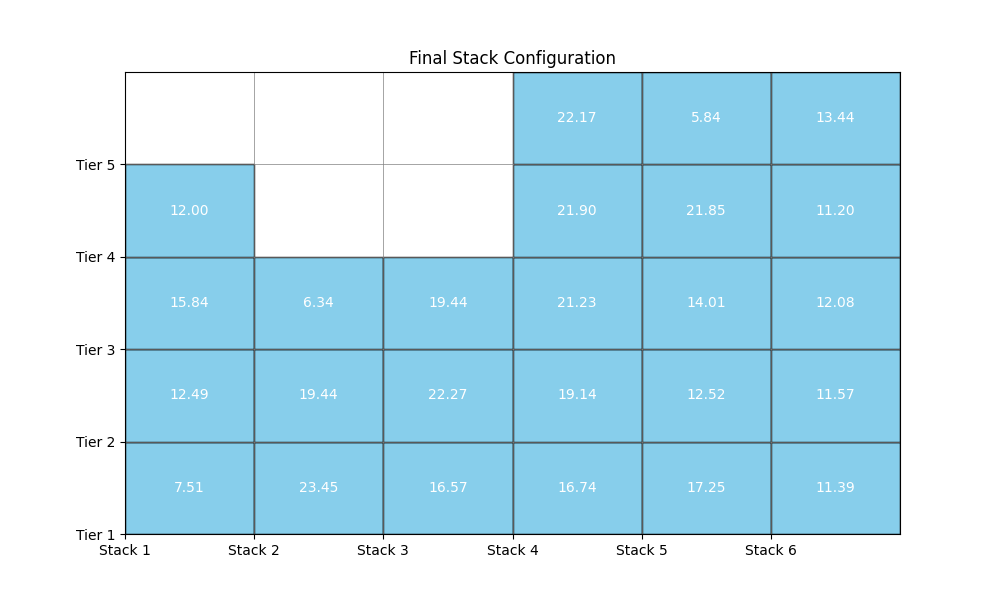 Final Stack Configuration
22.17 5.84 13.44
Tier 5
12.00 21.90 21.85 11.20
Tier 4
15.84 6.34 19.44 21.23 14.01 12.08
Tier 3
12.49 19.44 22.27 19.14 12.52 11.57
Tier 2
7.51 23.45 16.57 16.74 17.25 11.39
Tier 1
Stack 1 Stack 2 Stack 3 Stack 4 Stack 5 Stack 6